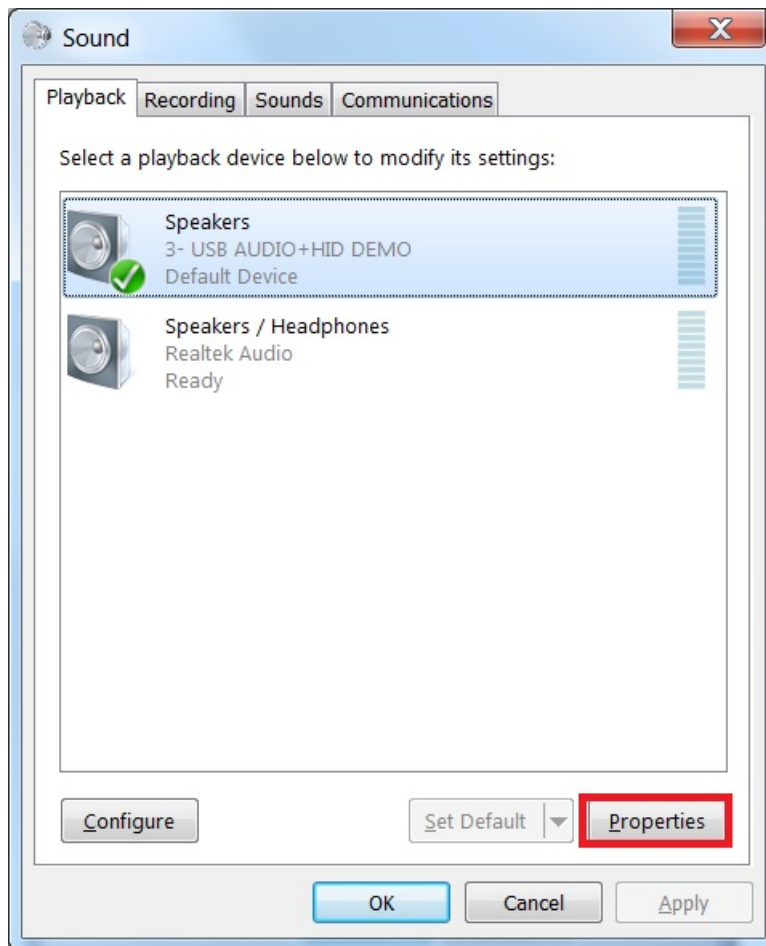 Sound
Playback Recording Sounds Communications
Select a playback device below to modify its settings:
Speakers
3- USB AUDIO+HID DEMO
Default Device
Speakers / Headphones
Realtek Audio
Ready
Configure Set Default Properties
OK Cancel Apply